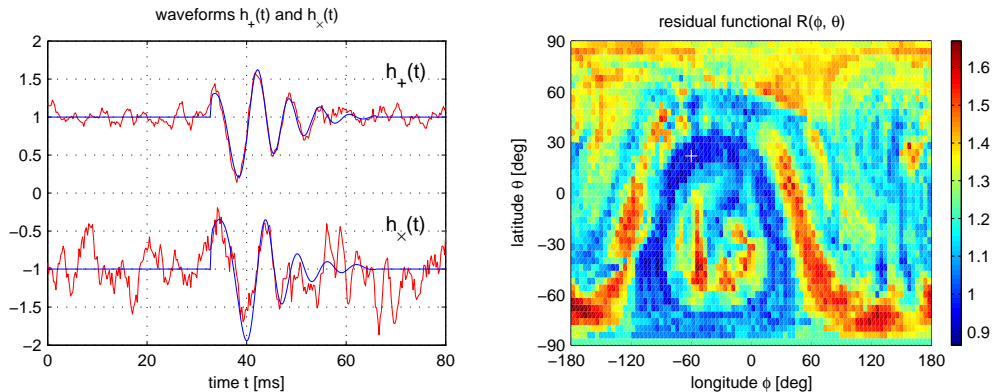 waveforms h₊(t) and hₓ(t)
2
1.5
1
0.5
0
−0.5
−1
−1.5
−2
h₊(t)
hₓ(t)
0 20 40 60 80
time t [ms]
residual functional R(ϕ, θ)
latitude θ [deg]
90
60
30
0
−30
−60
−90
−180 −120 −60 0 60 120 180
longitude ϕ [deg]
1.6
1.5
1.4
1.3
1.2
1.1
1
0.9